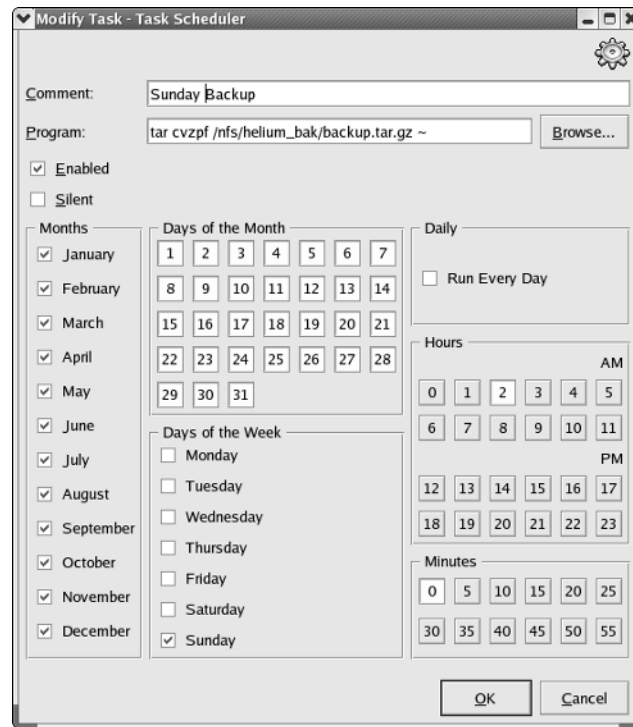 Modify Task - Task Scheduler
Comment:
Sunday Backup
Program:
tar cvzpf /nfs/helium_bak/backup.tar.gz ~
Browse...
Enabled
Silent
Months
January
February
March
April
May
June
July
August
September
October
November
December
Days of the Month
1 2 3 4 5 6 7
8 9 10 11 12 13 14
15 16 17 18 19 20 21
22 23 24 25 26 27 28
29 30 31
Days of the Week
Monday
Tuesday
Wednesday
Thursday
Friday
Saturday
Sunday
Daily
Run Every Day
Hours
AM
0 1 2 3 4 5
6 7 8 9 10 11
PM
12 13 14 15 16 17
18 19 20 21 22 23
Minutes
0 5 10 15 20 25
30 35 40 45 50 55
OK
Cancel